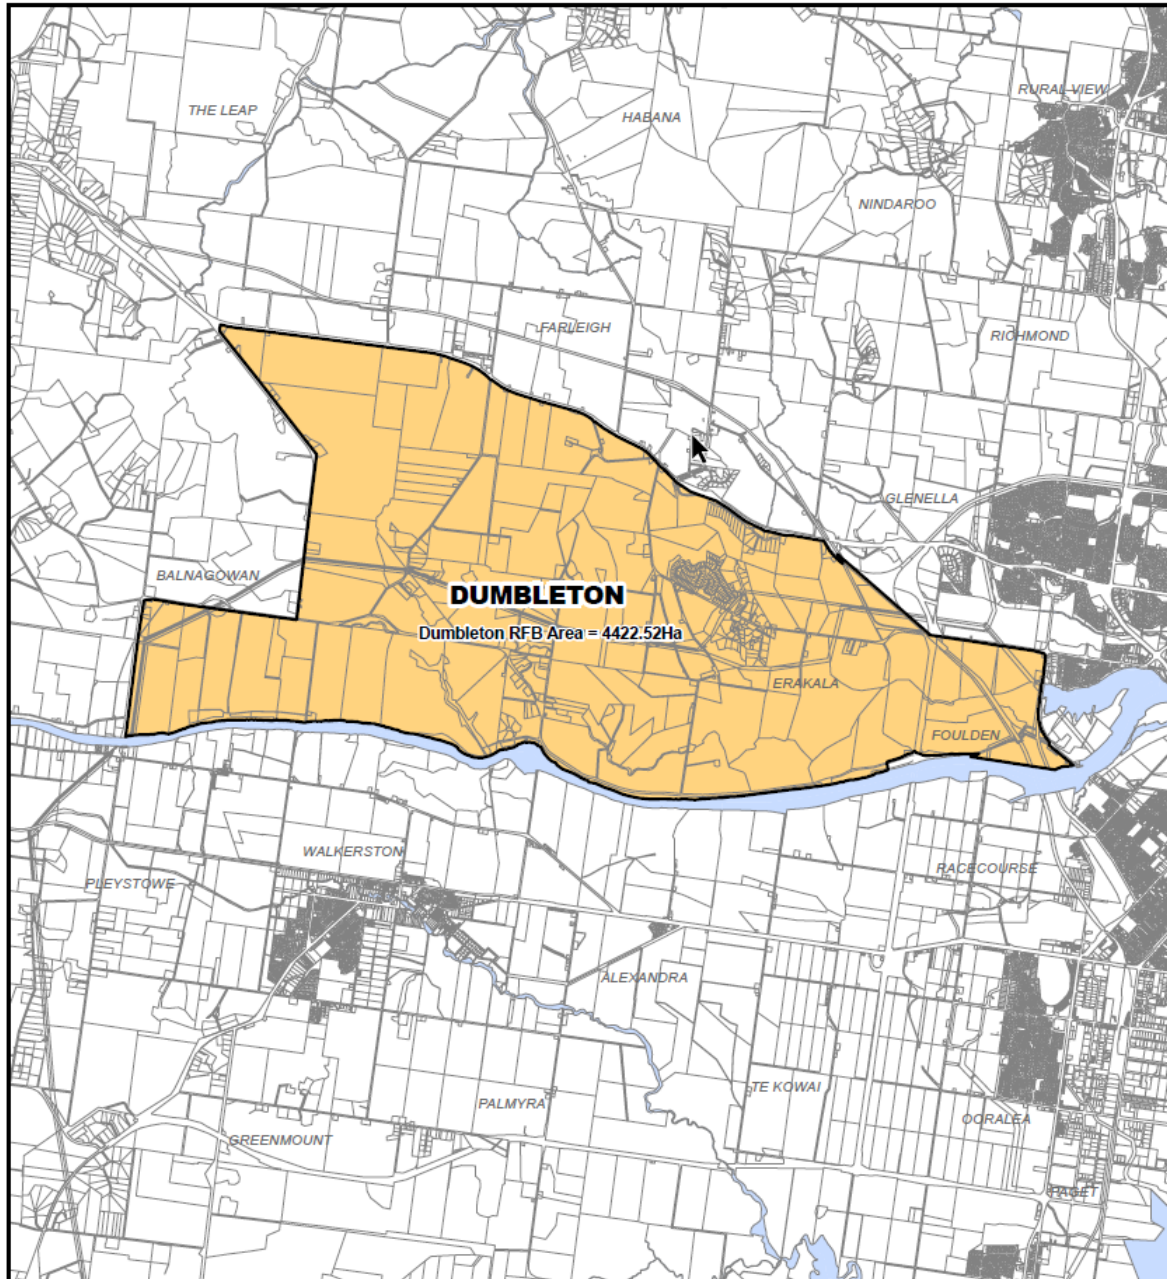 RURAL VIEW
THE LEAP
HABANA
NINDAROO
FARLEIGH
RICHMOND
GLENELLA
BALNAGOWAN
DUMBLETON
Dumbleton RFB Area = 4422.52Ha
ERAKALA
FOULDEN
WALKERSTON
RACECOURSE
PLEYSTOWE
ALEXANDRA
TE KOWAI
PALMYRA
OORALEA
GREENMOUNT
PAGET